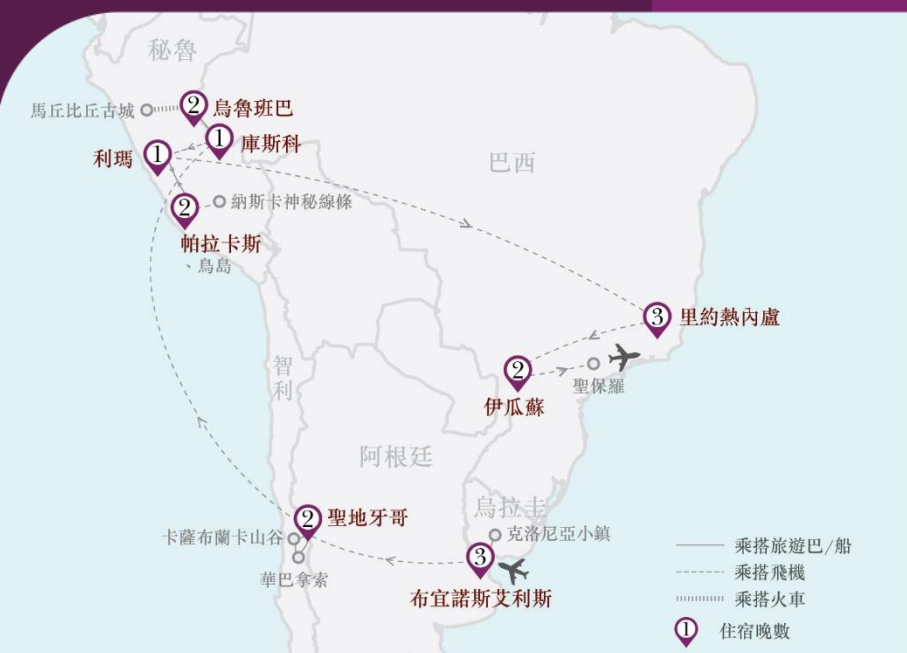 秘魯
馬丘比丘古城
2
烏魯班巴
1
庫斯科
利瑪
1
巴西
2
納斯卡神秘線條
帕拉卡斯
鳥島
3
里約熱內盧
智利
2
聖保羅
伊瓜蘇
阿根廷
烏拉圭
2
聖地牙哥
卡薩布蘭卡山谷
克洛尼亞小鎮
華巴拿索
3
布宜諾斯艾利斯
乘搭旅遊巴/船
乘搭飛機
乘搭火車
1
住宿晚數